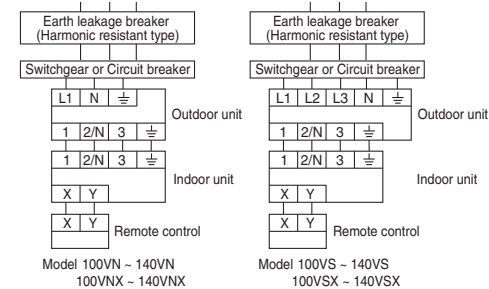 Earth leakage breaker
(Harmonic resistant type)
Switchgear or Circuit breaker
L1 N ⏚
Outdoor unit
1 2/N 3 ⏚
1 2/N 3 ⏚
Indoor unit
X Y
X Y
Remote control
Model 100VN ~ 140VN
100VNX ~ 140VNX
Earth leakage breaker
(Harmonic resistant type)
Switchgear or Circuit breaker
L1 L2 L3 N ⏚
Outdoor unit
1 2/N 3 ⏚
1 2/N 3 ⏚
Indoor unit
X Y
X Y
Remote control
Model 100VS ~ 140VS
100VSX ~ 140VSX